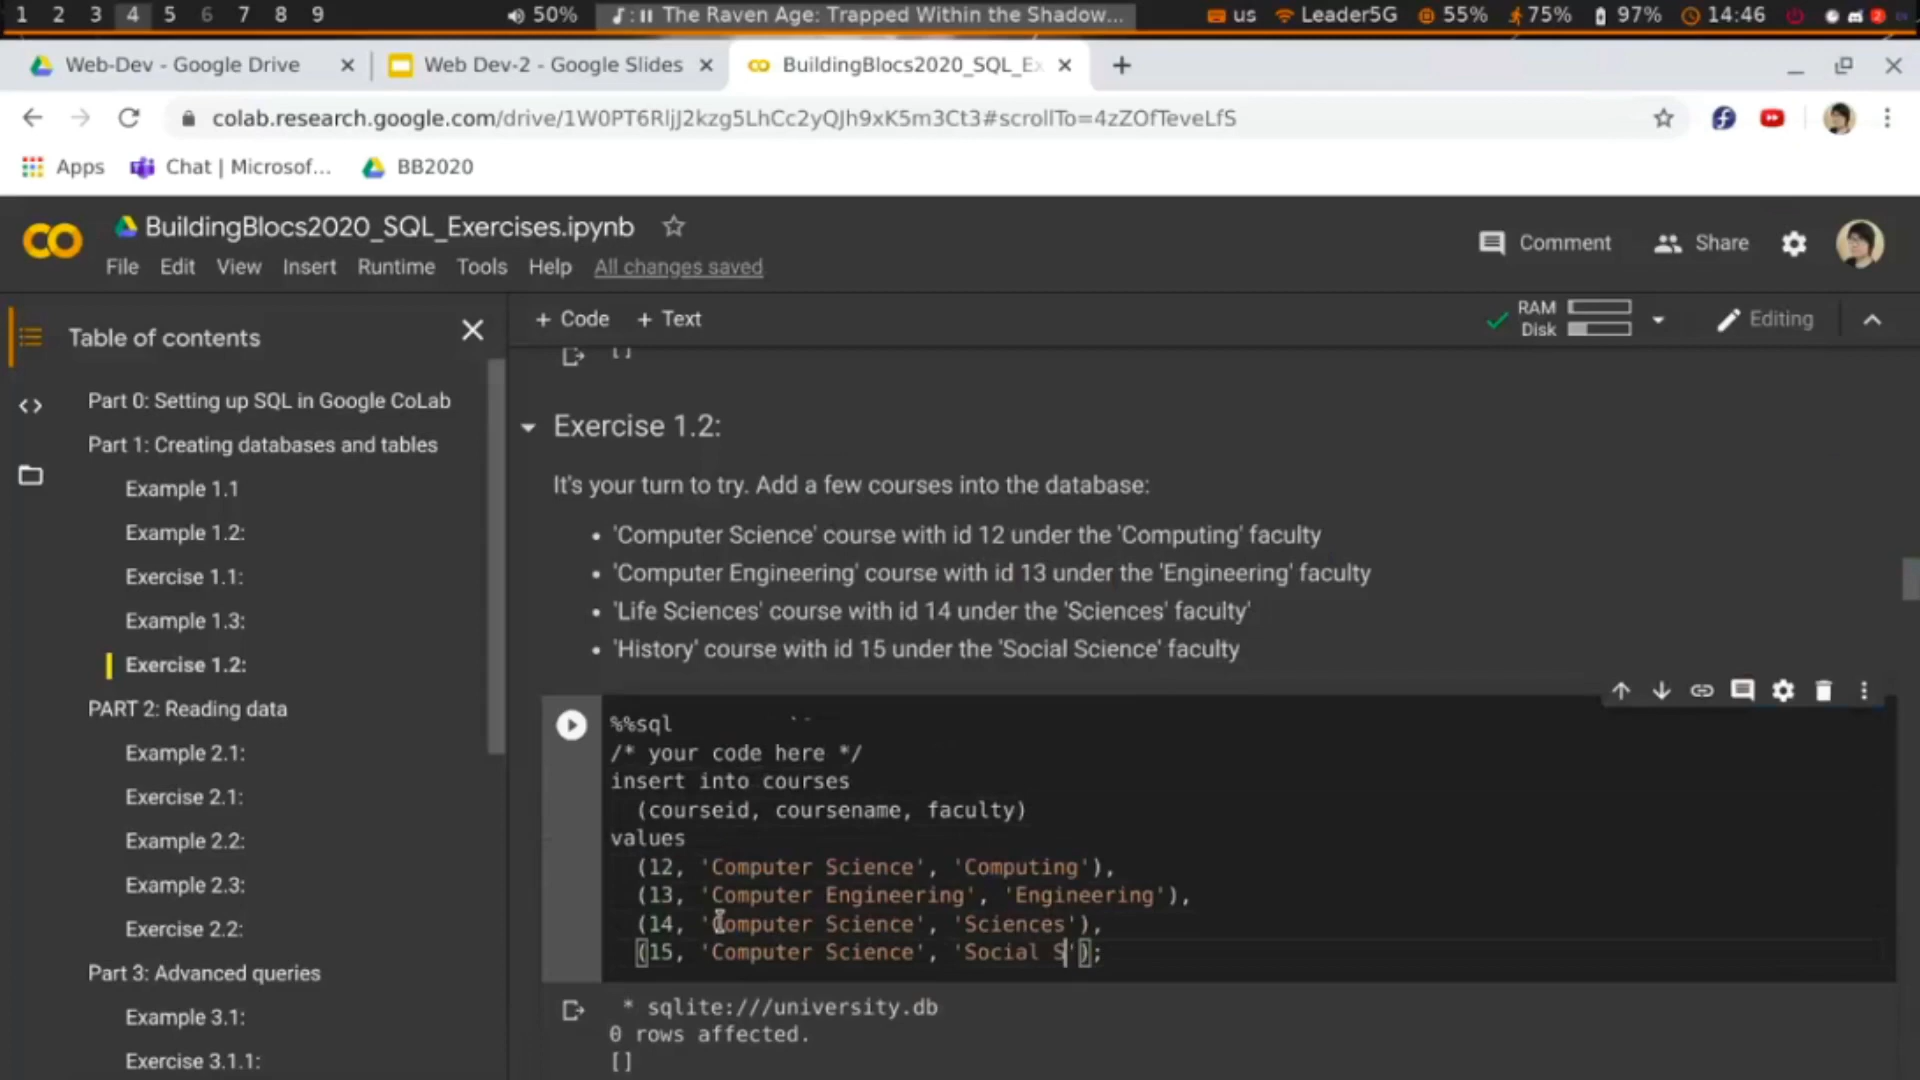 1 2 3 4 5 6 7 8 9 50% The Raven Age: Trapped Within the Shadow... us Leader5G 55% 75% 97% 14:46
Web-Dev - Google Drive Web Dev-2 - Google Slides BuildingBlocs2020_SQL_Ex
colab.research.google.com/drive/1W0PT6RljJ2kzg5LhCc2yQJh9xK5m3Ct3#scrollTo=4zZOfTeveLfS
Apps Chat | Microsof... BB2020
BuildingBlocs2020_SQL_Exercises.ipynb
Comment Share
File Edit View Insert Runtime Tools Help All changes saved
+ Code + Text
RAM
Disk
Editing
Table of contents
Part 0: Setting up SQL in Google CoLab
Part 1: Creating databases and tables
Example 1.1
Example 1.2:
Exercise 1.1:
Example 1.3:
Exercise 1.2:
PART 2: Reading data
Example 2.1:
Exercise 2.1:
Example 2.2:
Example 2.3:
Exercise 2.2:
Part 3: Advanced queries
Example 3.1:
Exercise 3.1.1:
[]
Exercise 1.2:
It's your turn to try. Add a few courses into the database:
• 'Computer Science' course with id 12 under the 'Computing' faculty
• 'Computer Engineering' course with id 13 under the 'Engineering' faculty
• 'Life Sciences' course with id 14 under the 'Sciences' faculty'
• 'History' course with id 15 under the 'Social Science' faculty
%%sql
/* your code here */
insert into courses
(courseid, coursename, faculty)
values
(12, 'Computer Science', 'Computing'),
(13, 'Computer Engineering', 'Engineering'),
(14, 'Computer Science', 'Sciences'),
(15, 'Computer Science', 'Social S');
* sqlite:///university.db
0 rows affected.
[]